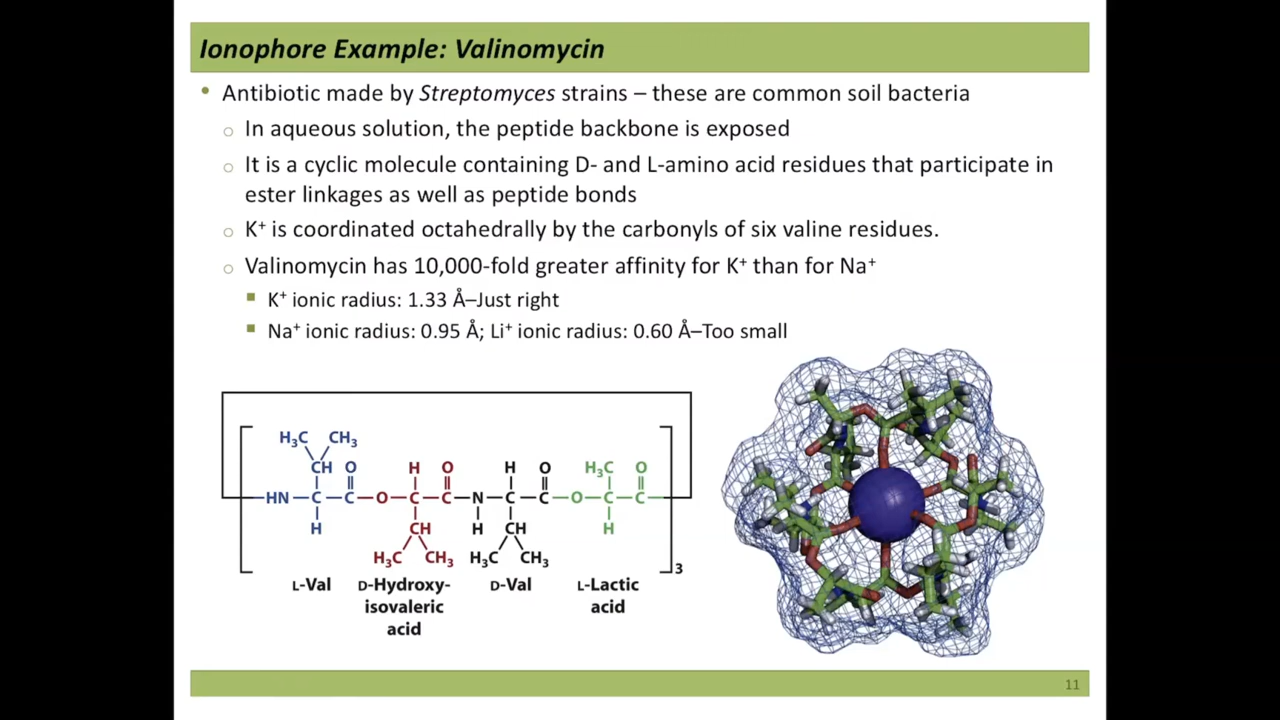 Ionophore Example: Valinomycin
• Antibiotic made by Streptomyces strains – these are common soil bacteria
o In aqueous solution, the peptide backbone is exposed
o It is a cyclic molecule containing D- and L-amino acid residues that participate in
ester linkages as well as peptide bonds
o K⁺ is coordinated octahedrally by the carbonyls of six valine residues.
o Valinomycin has 10,000-fold greater affinity for K⁺ than for Na⁺
▪ K⁺ ionic radius: 1.33 Å–Just right
▪ Na⁺ ionic radius: 0.95 Å; Li⁺ ionic radius: 0.60 Å–Too small
H₃C CH₃
CH O H O H O H₃C O
HN—C—C—O—C—C—N—C—C—O—C—C
H CH H CH H
H₃C CH₃ H₃C CH₃
3
L-Val D-Hydroxy- D-Val L-Lactic
isovaleric acid
acid
11